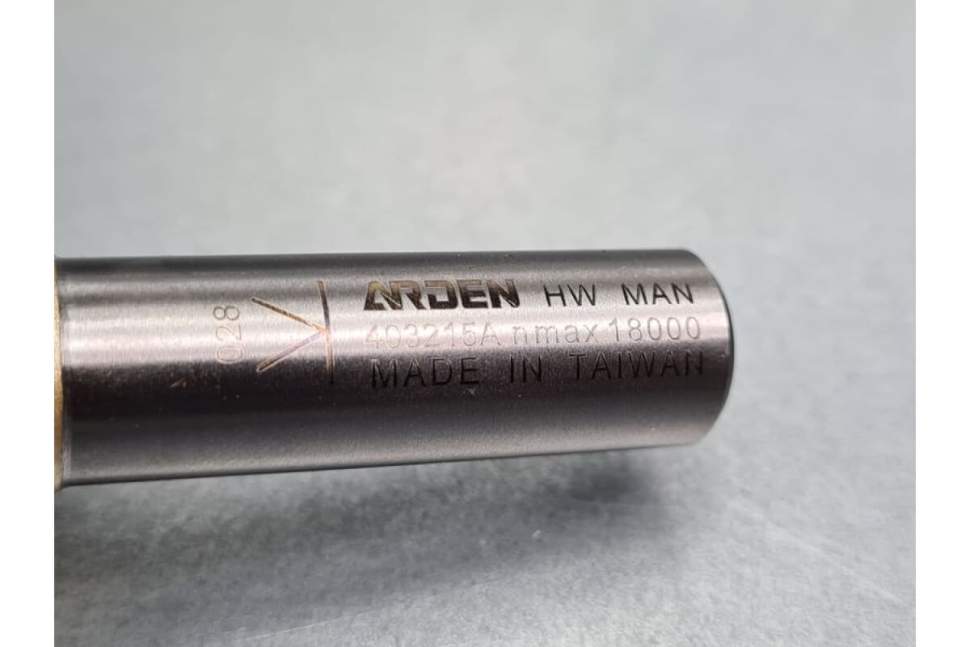 028
ARDEN HW MAN
403215A nmax 18000
MADE IN TAIWAN